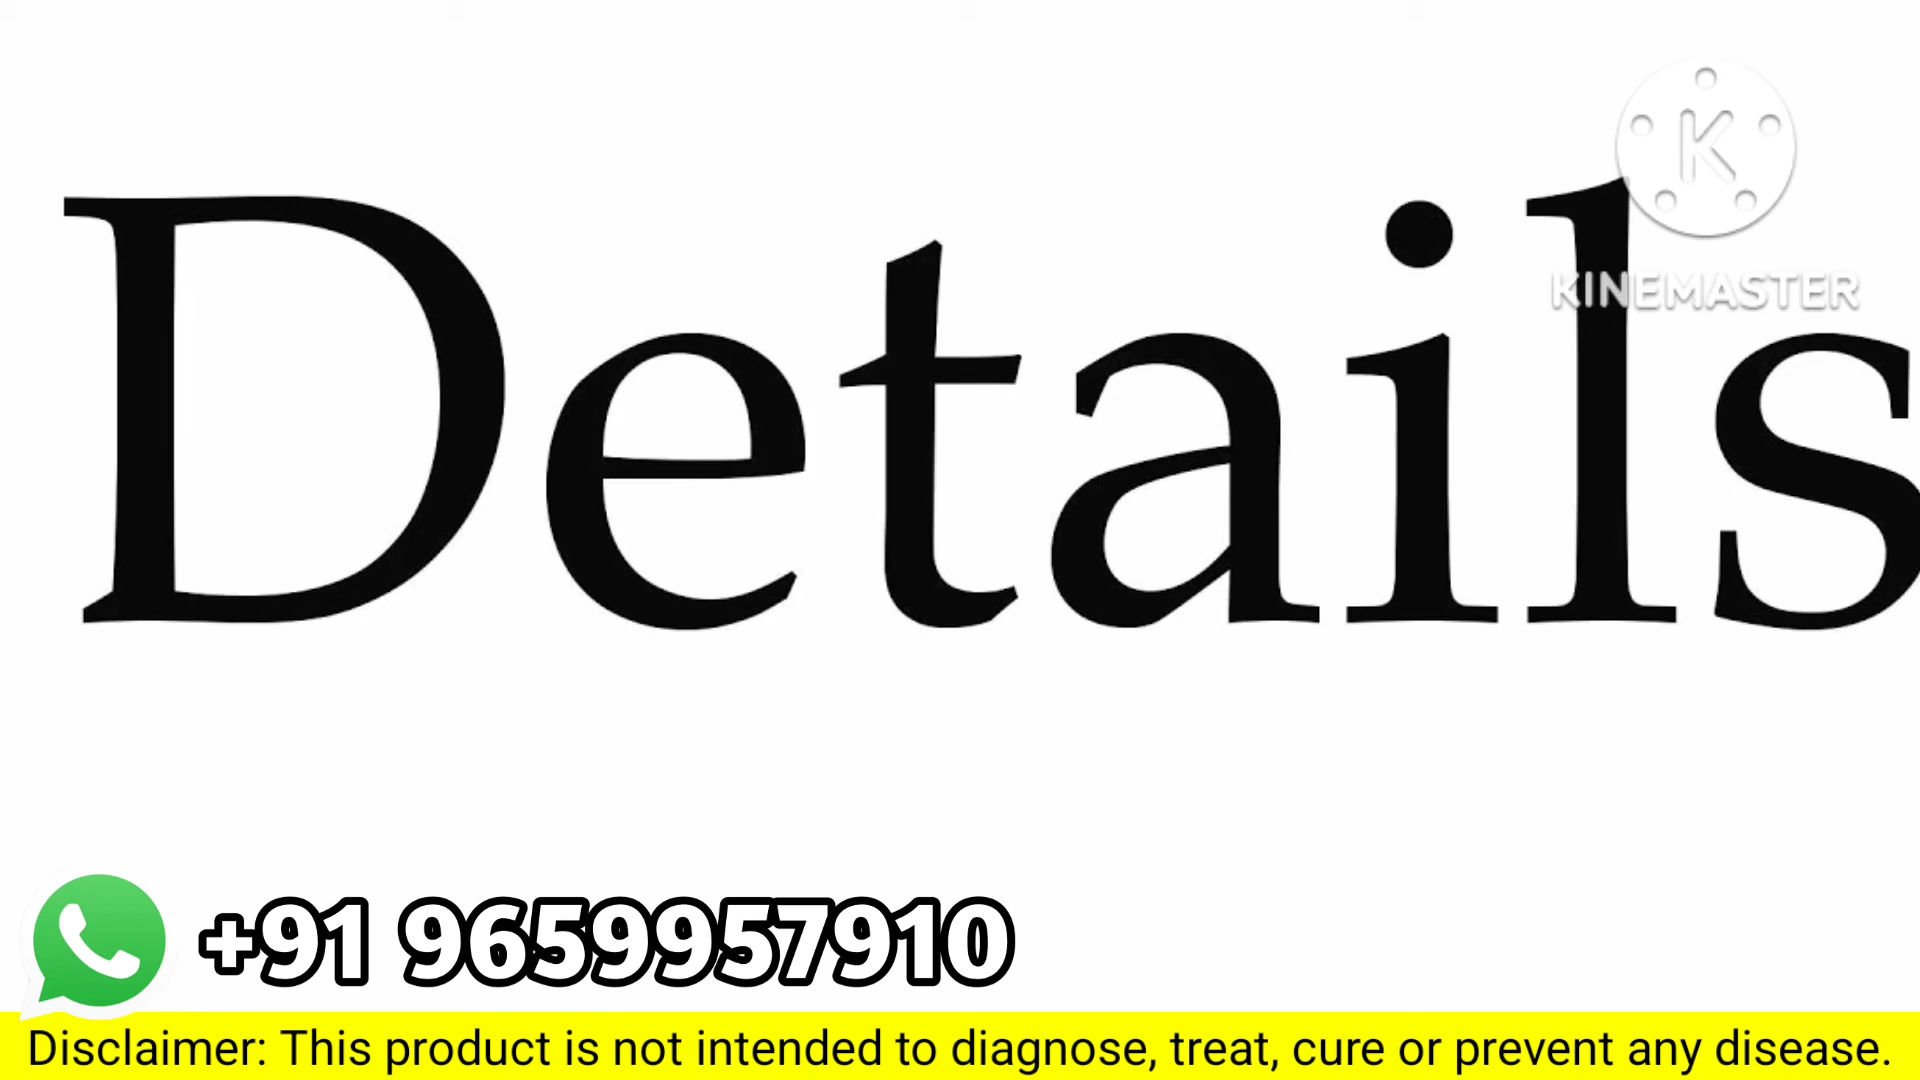 K
KINEMASTER
Details
+91 9659957910
Disclaimer: This product is not intended to diagnose, treat, cure or prevent any disease.